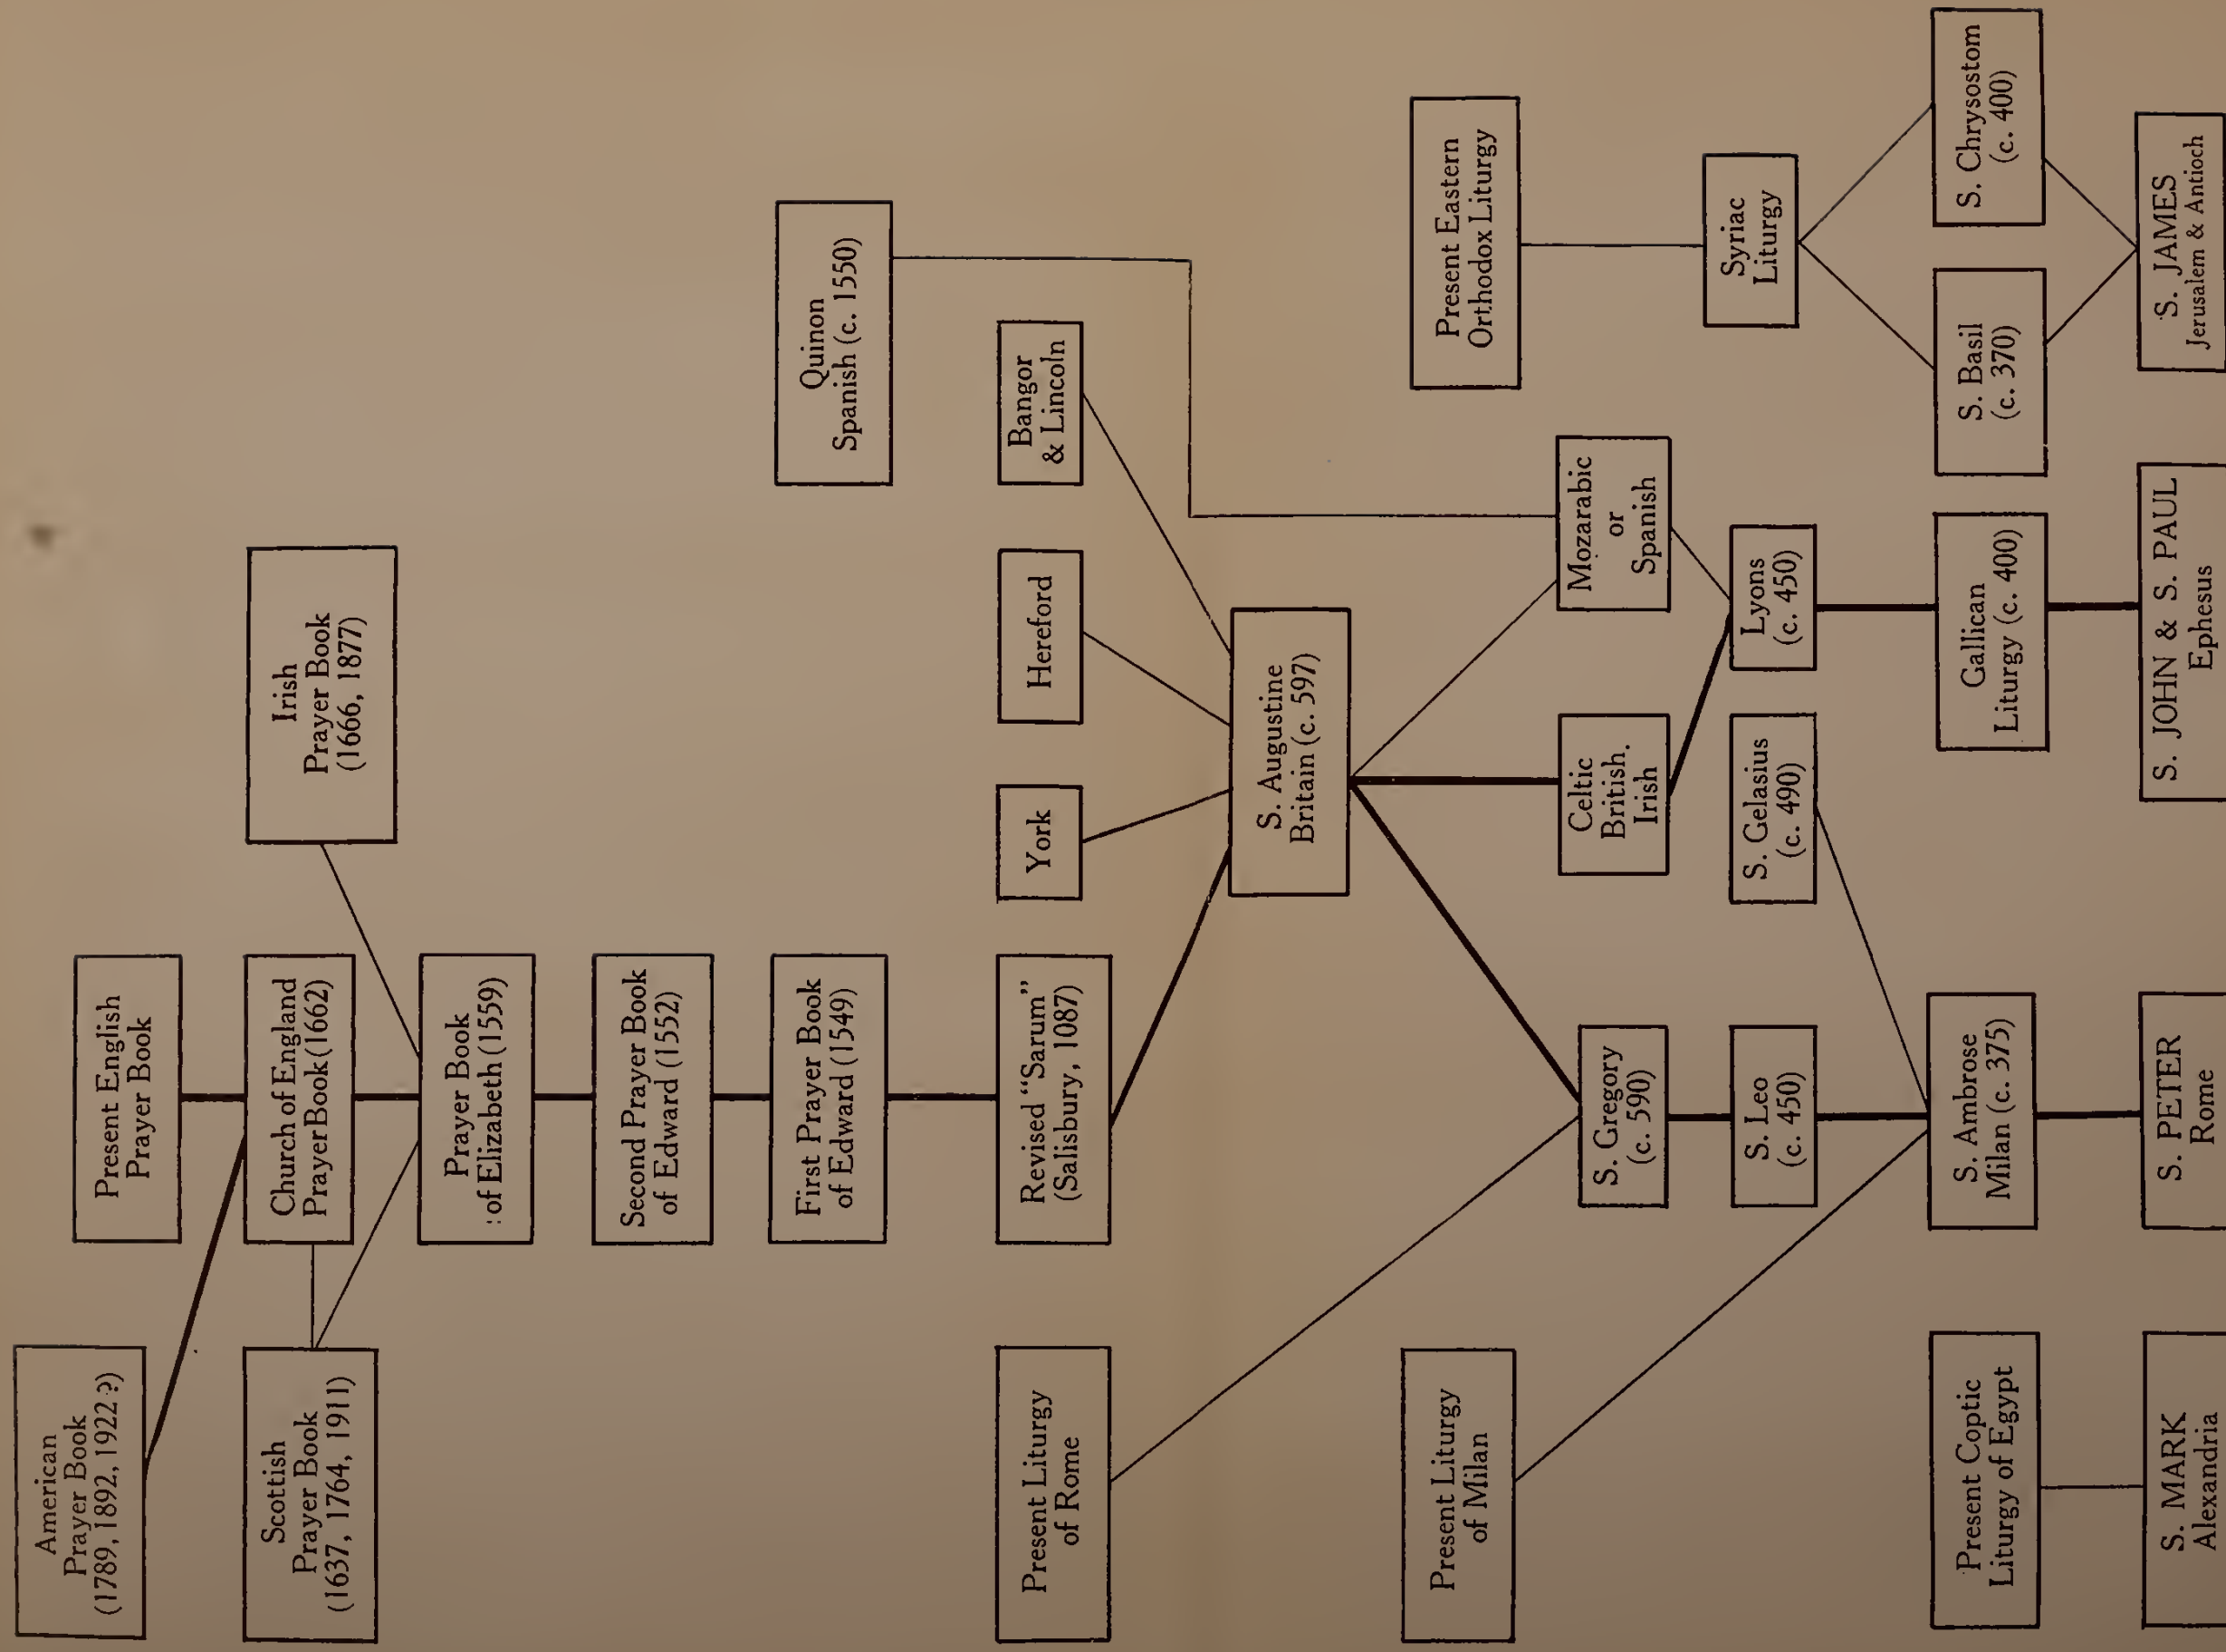 American
Prayer Book
(1789, 1892, 1922 ?)
Present English
Prayer Book
Scottish
Prayer Book
(1637, 1764, 1911)
Church of England
Prayer Book (1662)
Irish
Prayer Book
(1666, 1877)
Prayer Book
of Elizabeth (1559)
Second Prayer Book
of Edward (1552)
First Prayer Book
of Edward (1549)
Quinon
Spanish (c. 1550)
Present Liturgy
of Rome
Revised “Sarum”
(Salisbury, 1087)
York
Hereford
Bangor
& Lincoln
S. Augustine
Britain (c. 597)
Present Liturgy
of Milan
Present Eastern
Orthodox Liturgy
S. Gregory
(c. 590)
Celtic
British.
Irish
Mozarabic
or
Spanish
S. Leo
(c. 450)
S. Gelasius
(c. 490)
Lyons
(c. 450)
Syriac
Liturgy
Present Coptic
Liturgy of Egypt
S. Ambrose
Milan (c. 375)
Gallican
Liturgy (c. 400)
S. Basil
(c. 370)
S. Chrysostom
(c. 400)
S. MARK
Alexandria
S. PETER
Rome
S. JOHN & S. PAUL
Ephesus
S. JAMES
Jerusalem & Antioch